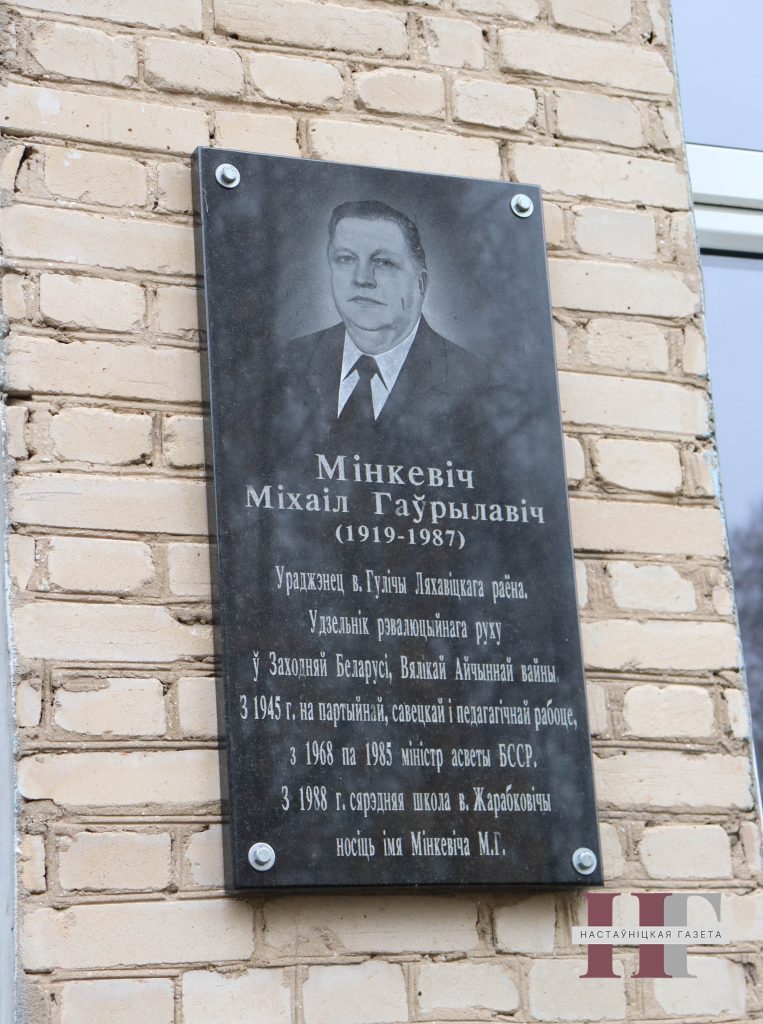 Мінкевіч
Міхаіл Гаўрылавіч
(1919-1987)
Ураджэнец в. Гулічы Ляхавіцкага раёна.
Удзельнік рэвалюцыйнага руху
ў Заходняй Беларусі, Вялікай Айчыннай вайны.
З 1945 г. на партыйнай, савецкай і педагагічнай рабоце,
з 1968 па 1985 міністр асветы БССР.
З 1988 г. сярэдняя школа в. Жарабковічы
носіць імя Мінкевіча М.Г.
НГ
НАСТАЎНІЦКАЯ ГАЗЕТА